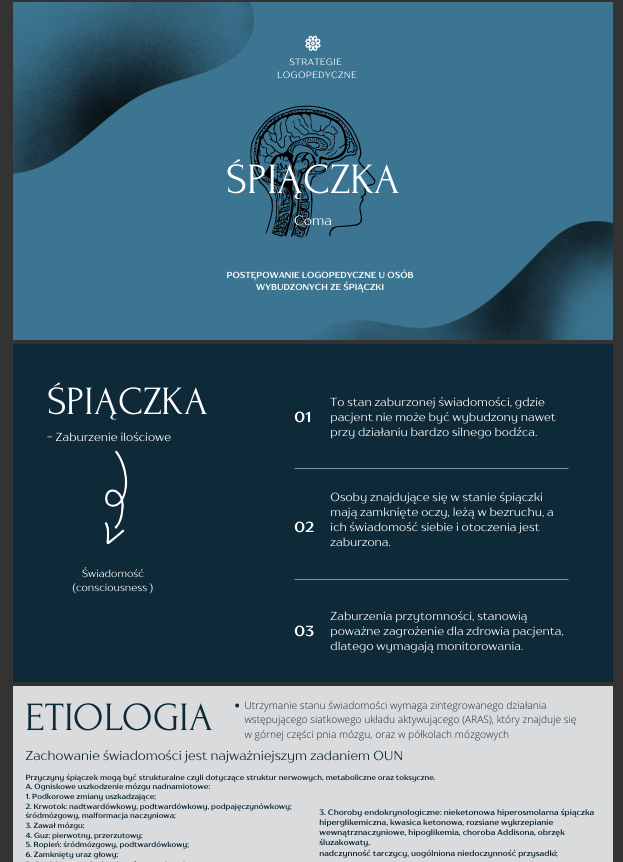 STRATEGIE
LOGOPEDYCZNE
ŚPIĄCZKA
Coma
POSTĘPOWANIE LOGOPEDYCZNE U OSÓB
WYBUDZONYCH ZE ŚPIĄCZKI
ŚPIĄCZKA
- Zaburzenie ilościowe
Świadomość
(consciousness )
01
To stan zaburzonej świadomości, gdzie
pacjent nie może być wybudzony nawet
przy działaniu bardzo silnego bodźca.
02
Osoby znajdujące się w stanie śpiączki
mają zamknięte oczy, leżą w bezruchu, a
ich świadomość siebie i otoczenia jest
zaburzona.
03
Zaburzenia przytomności, stanowią
poważne zagrożenie dla zdrowia pacjenta,
dlatego wymagają monitorowania.
ETIOLOGIA
• Utrzymanie stanu świadomości wymaga zintegrowanego działania
wstępującego siatkowego układu aktywującego (ARAS), który znajduje się
w górnej części pnia mózgu, oraz w półkolach mózgowych
Zachowanie świadomości jest najważniejszym zadaniem OUN
Przyczyny śpiączek mogą być strukturalne czyli dotyczące struktur nerwowych, metaboliczne oraz toksyczne.
A. Ogniskowe uszkodzenie mózgu nadnamiotowe:
1. Podkorowe zmiany uszkadzające;
2. Krwotok: nadtwardówkowy, podtwardówkowy, podpajęczynówkowy;
śródmózgowy, malformacja naczyniowa;
3. Zawał mózgu;
4. Guz: pierwotny, przerzutowy;
5. Ropień: śródmózgowy, podtwardówkowy;
6. Zamknięty uraz głowy;
3. Choroby endokrynologiczne: nieketonowa hiperosmolarna śpiączka
hiperglikemiczna, kwasica ketonowa, rozsiane wykrzepianie
wewnątrznaczyniowe, hipoglikemia, choroba Addisona, obrzęk
śluzakowaty,
nadczynność tarczycy, uogólniona niedoczynność przysadki;